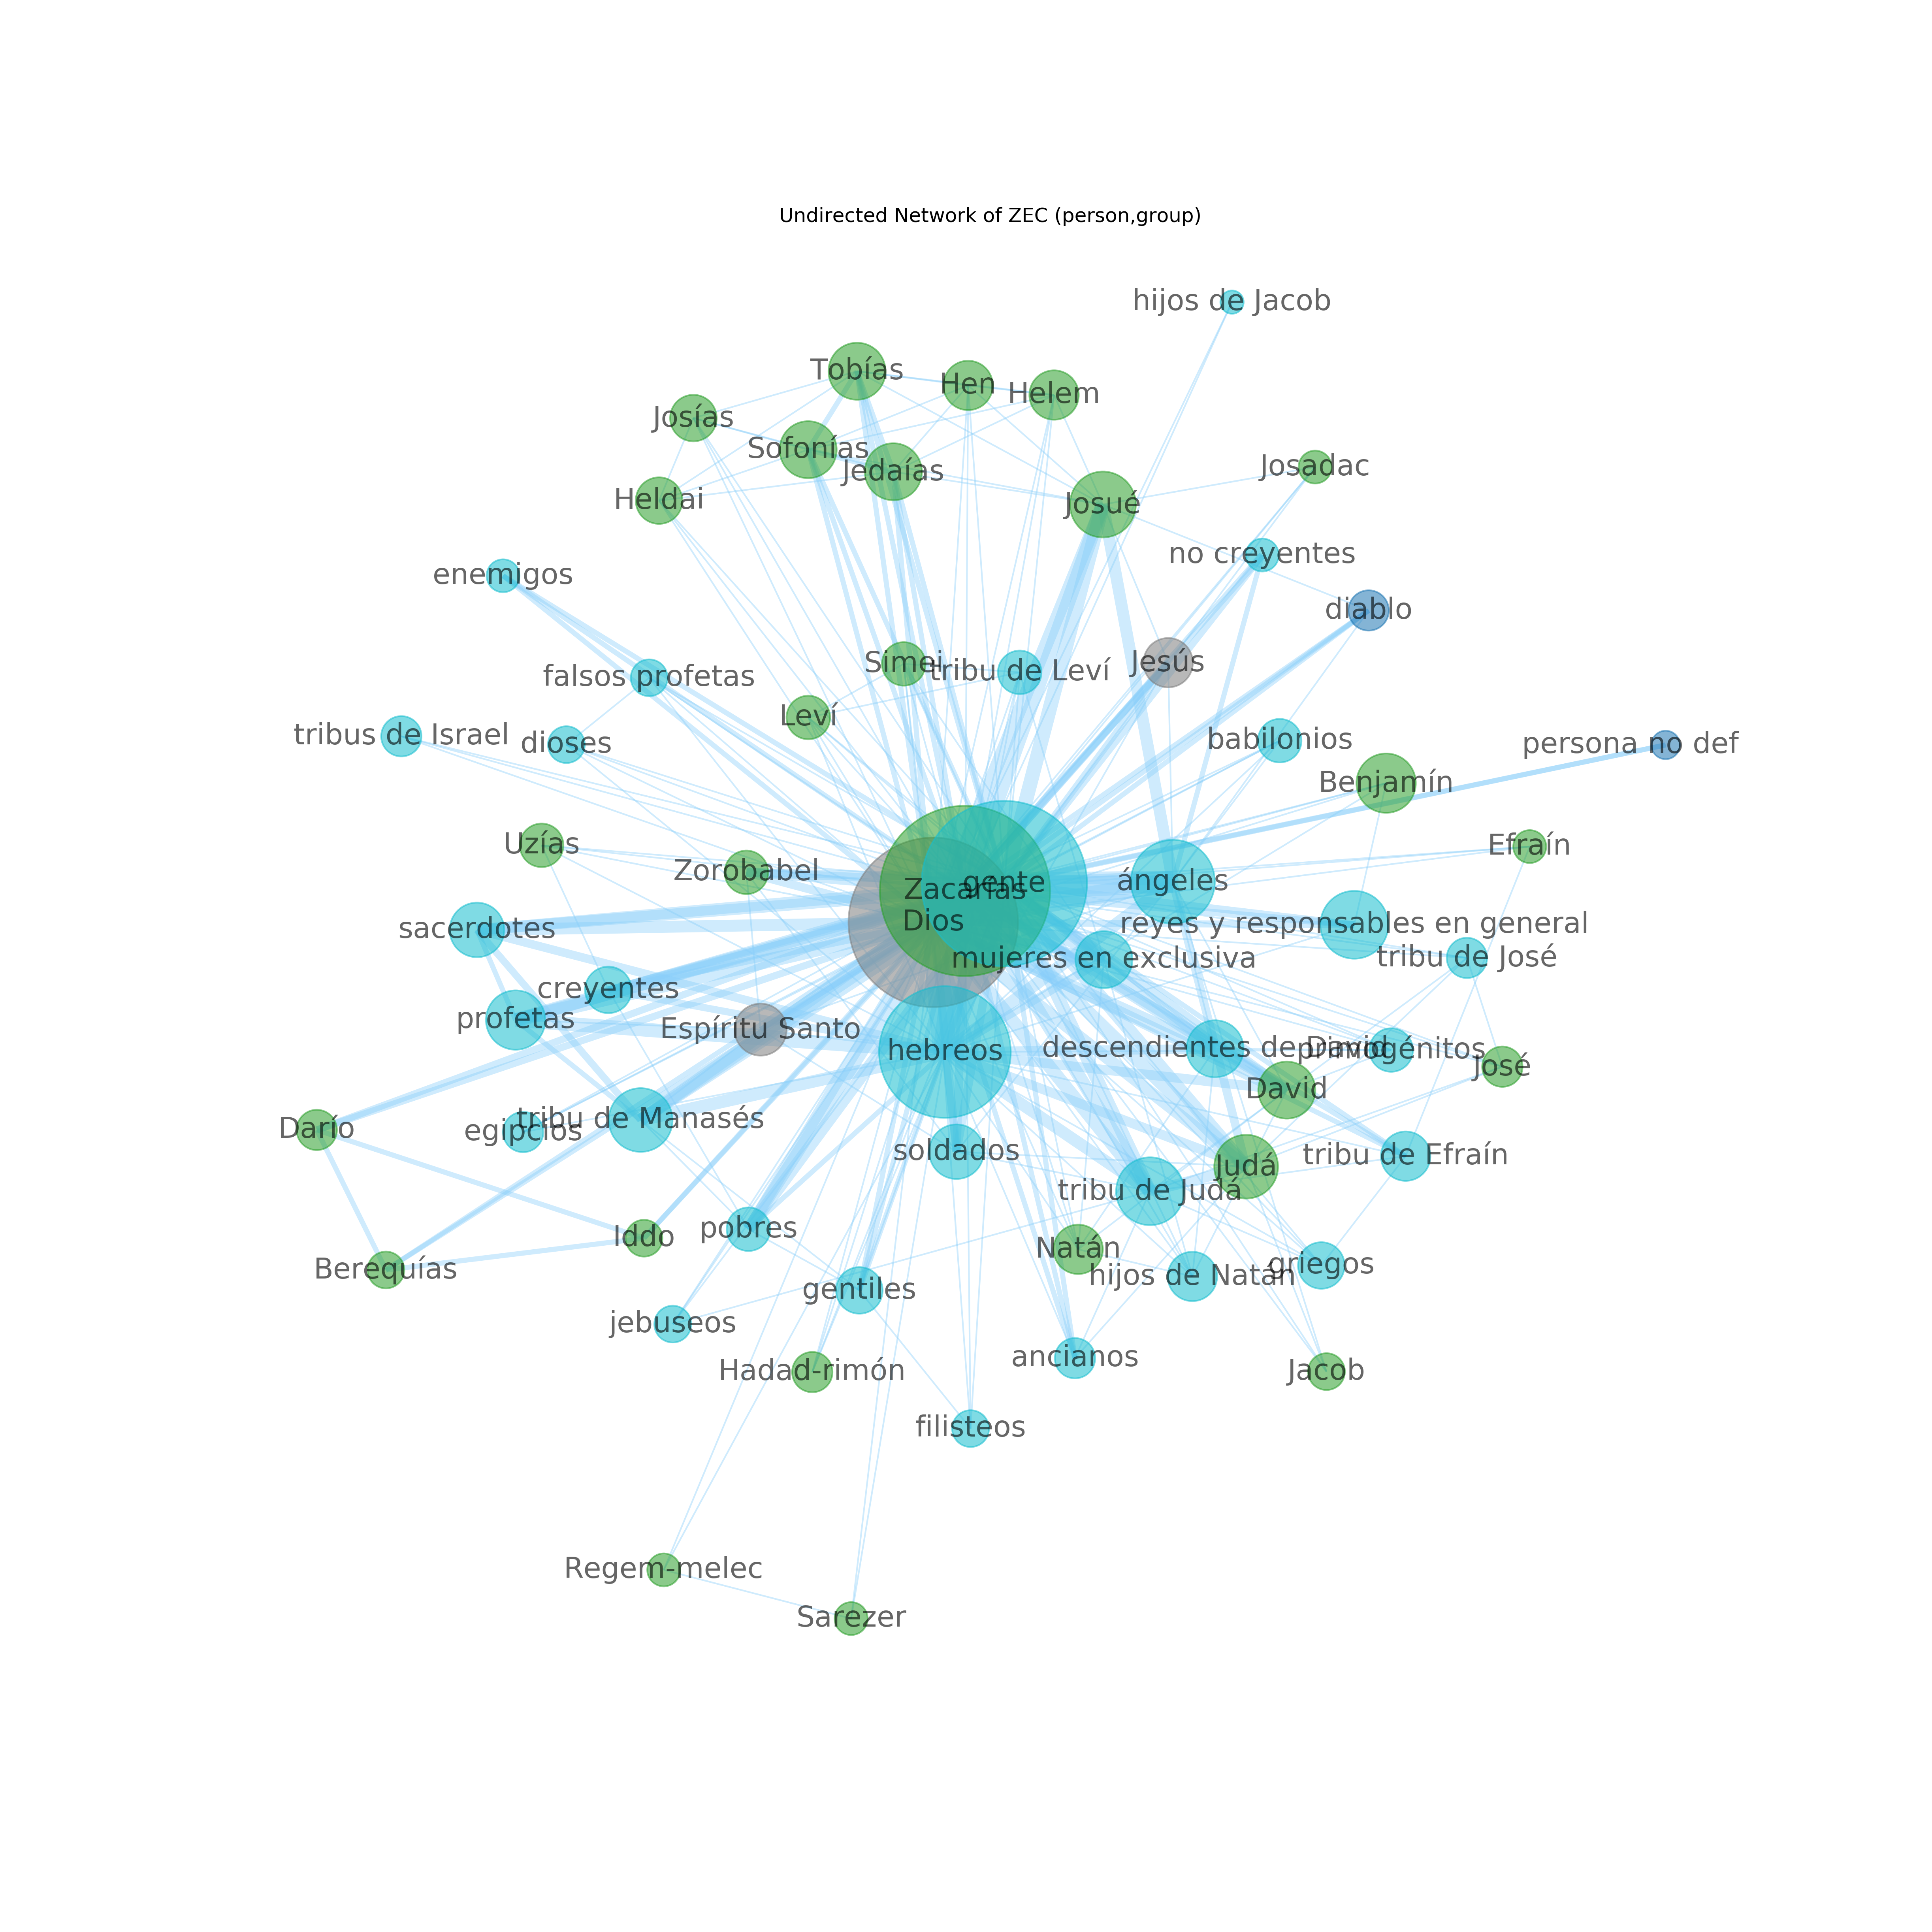 Undirected Network of ZEC (person,group)
hijos de Jacob
Tobías
Hen
Helem
Josías
Sofonías
Jedaías
Josadac
Heldai
Josué
no creyentes
enemigos
diablo
falsos profetas
Simei
tribu de Leví
Jesús
Leví
tribus de Israel
dioses
babilonios
persona no def
Benjamín
Uzías
Efraín
Zorobabel
Zacarías
gente
ángeles
Dios
sacerdotes
reyes y responsables en general
mujeres en exclusiva
tribu de José
creyentes
profetas
Espíritu Santo
hebreos
descendientes de David
primogénitos
José
David
Darío
egipcios
tribu de Manasés
soldados
tribu de Efraín
Judá
tribu de Judá
Iddo
pobres
Natán
Berequías
hijos de Natán
griegos
gentiles
jebuseos
Hadad-rimón
ancianos
Jacob
filisteos
Regem-melec
Sarezer